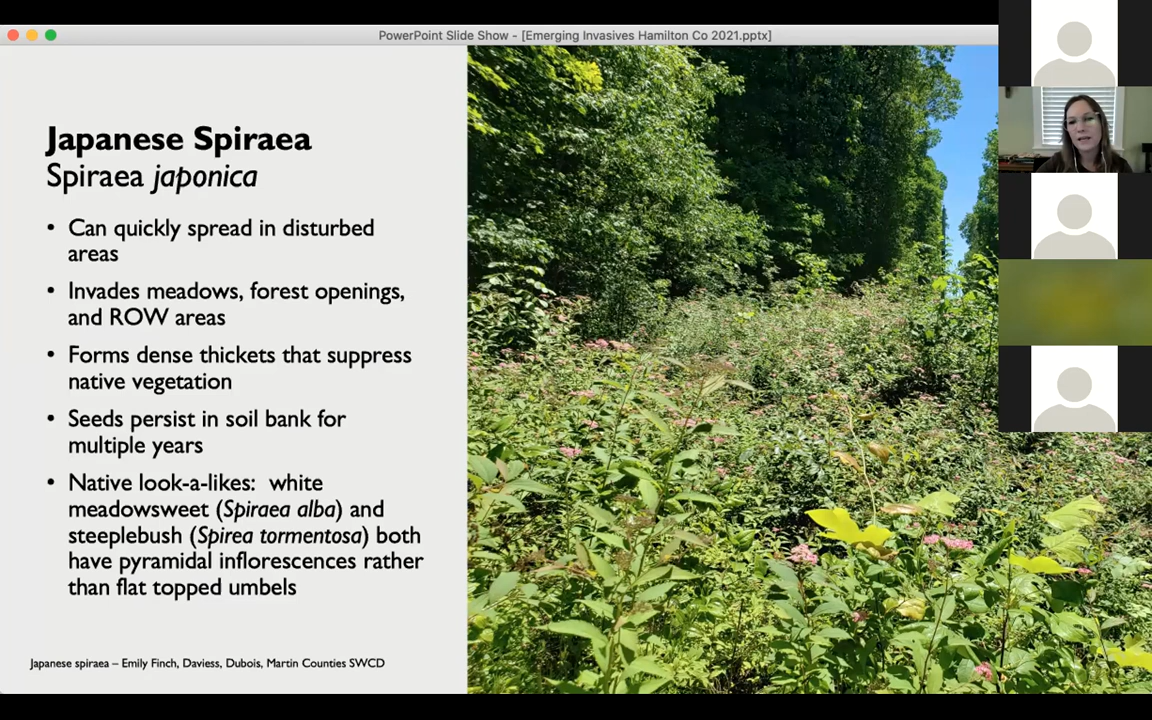 PowerPoint Slide Show - [Emerging Invasives Hamilton Co 2021.pptx]
Japanese Spiraea
Spiraea japonica
• Can quickly spread in disturbed
areas
• Invades meadows, forest openings,
and ROW areas
• Forms dense thickets that suppress
native vegetation
• Seeds persist in soil bank for
multiple years
• Native look-a-likes: white
meadowsweet (Spiraea alba) and
steeplebush (Spirea tormentosa) both
have pyramidal inflorescences rather
than flat topped umbels
Japanese spiraea – Emily Finch, Daviess, Dubois, Martin Counties SWCD